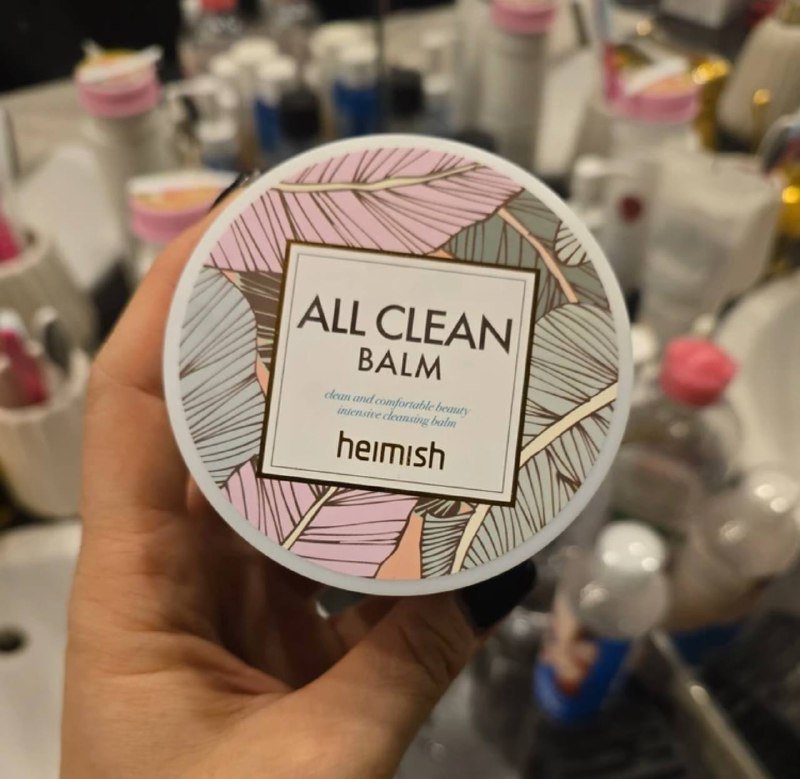 ALL CLEAN
BALM
clean and comfortable beauty
intensive cleansing balm
heimish